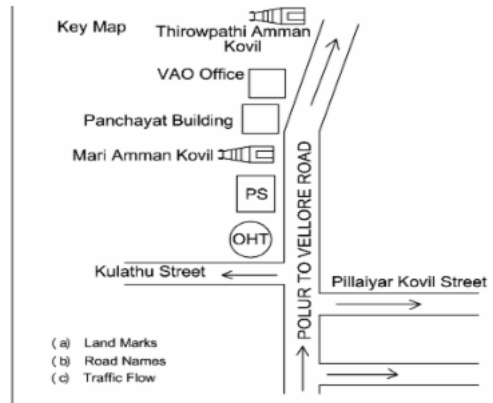 Key Map
Thirowpathi Amman
Kovil
VAO Office
Panchayat Building
Mari Amman Kovil
PS
OHT
Kulathu Street
POLUR TO VELLORE ROAD
Pillaiyar Kovil Street
(a) Land Marks
(b) Road Names
(c) Traffic Flow